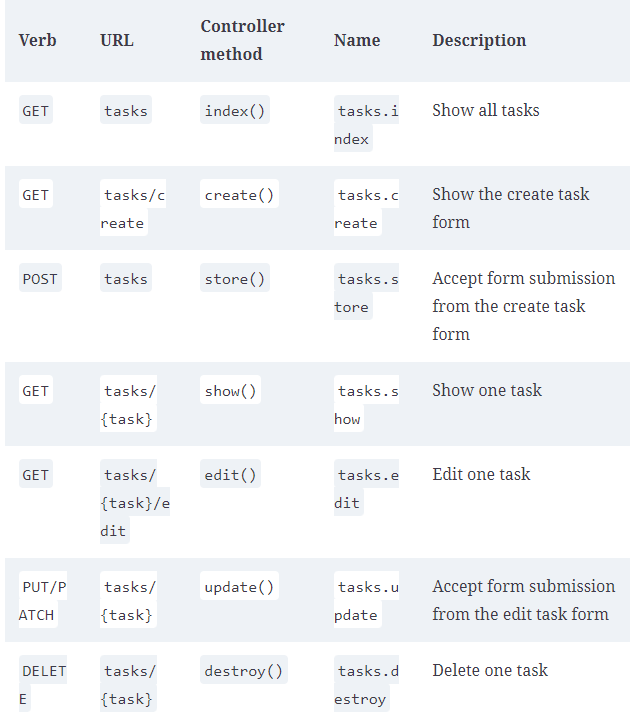 Verb URL Controller method Name Description
GET tasks index() tasks.index Show all tasks
GET tasks/create create() tasks.create Show the create task form
POST tasks store() tasks.store Accept form submission from the create task form
GET tasks/{task} show() tasks.show Show one task
GET tasks/{task}/edit edit() tasks.edit Edit one task
PUT/PATCH tasks/{task} update() tasks.update Accept form submission from the edit task form
DELETE tasks/{task} destroy() tasks.destroy Delete one task